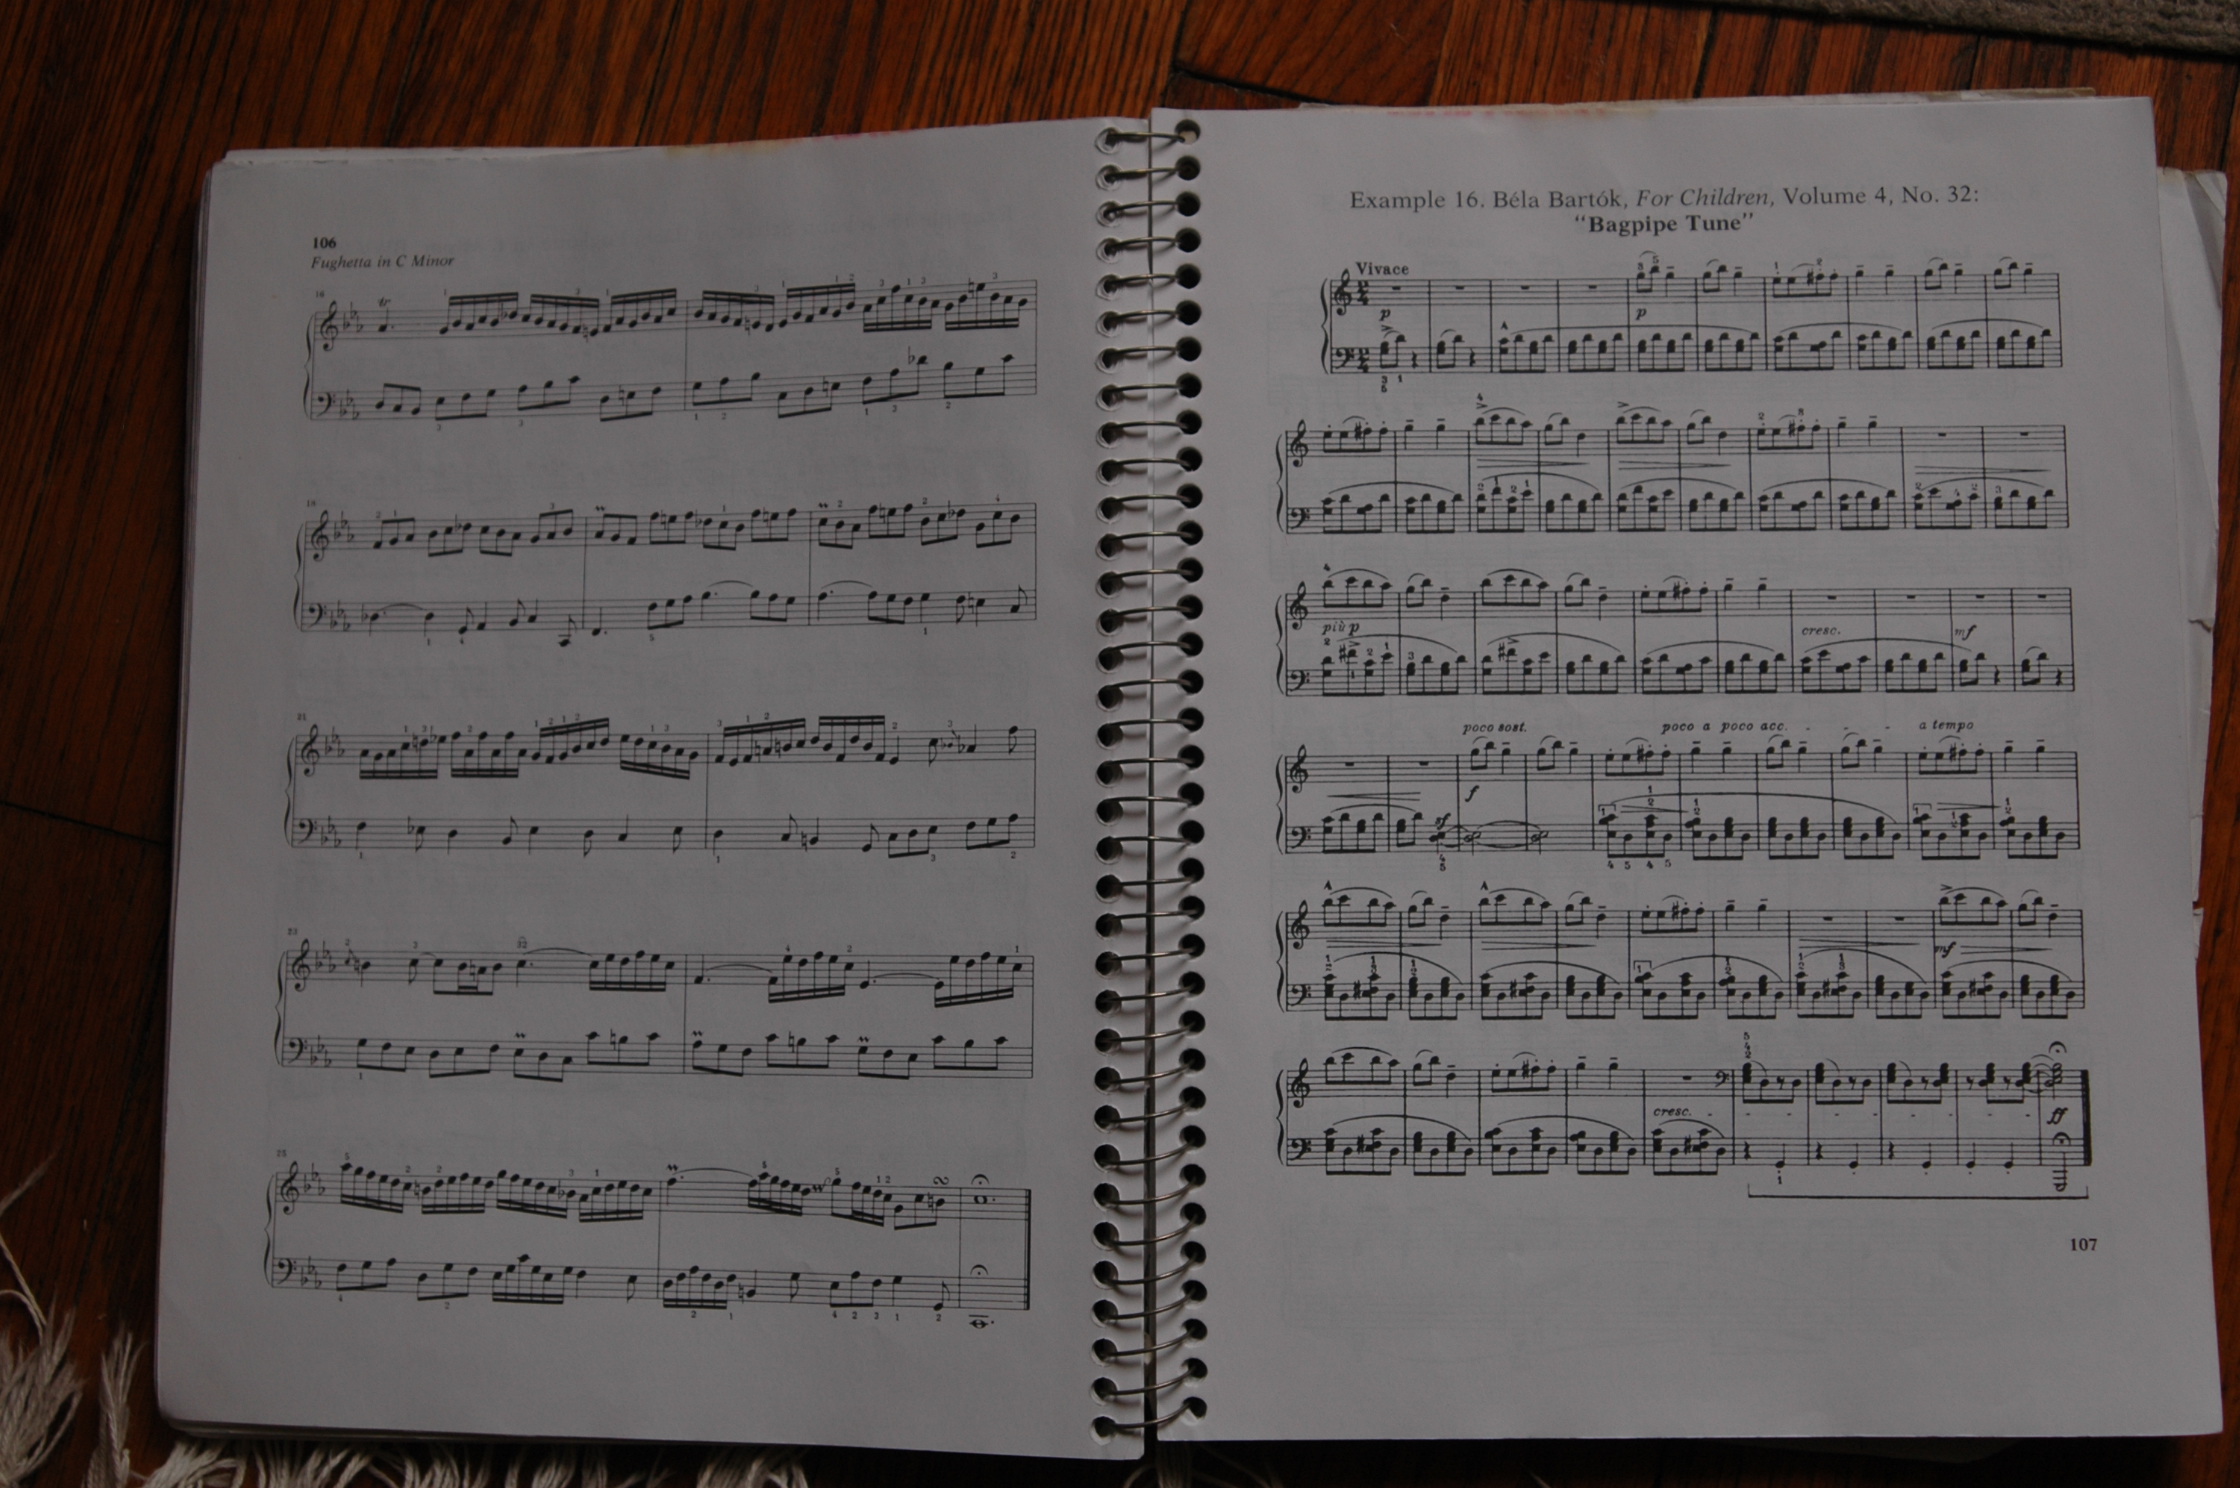 106
Fughetta in C Minor
16
18
21
23
25
Example 16. Béla Bartók, For Children, Volume 4, No. 32:
"Bagpipe Tune"
Vivace
p
p
più p
cresc.
mf
poco sost.
poco a poco acc. - - - a tempo
f
sf
mf
cresc. -
ff
107